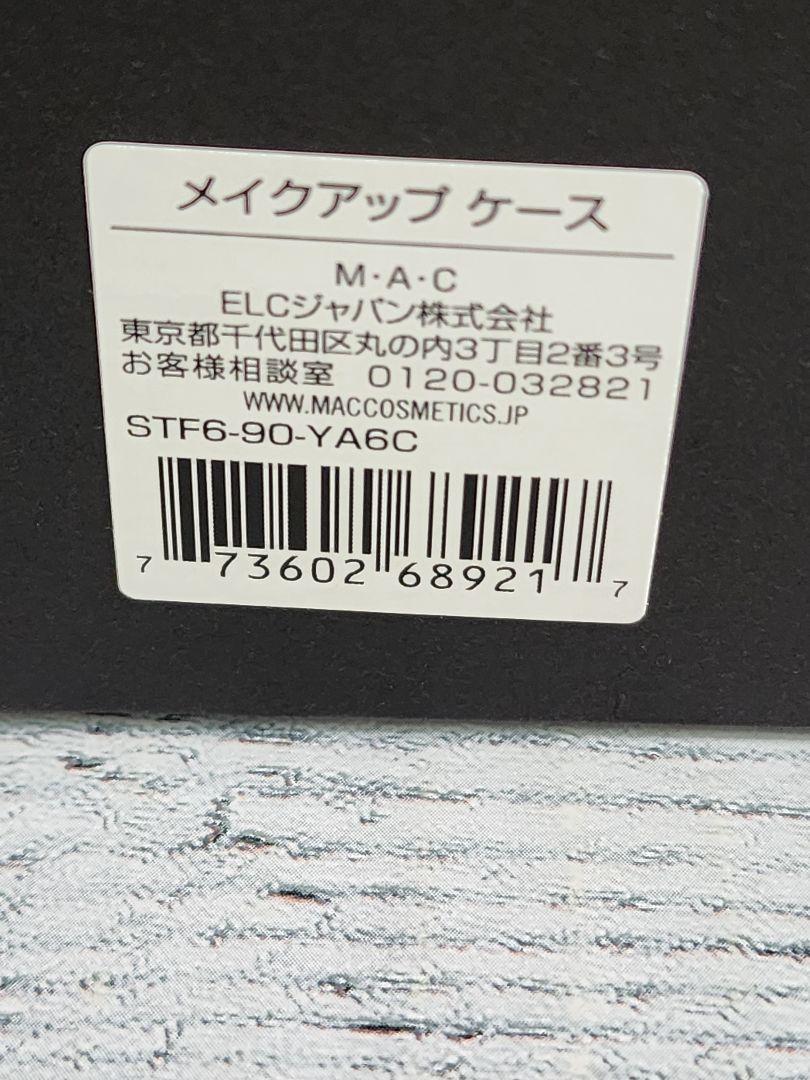 メイクアップ ケース
M・A・C
ELCジャパン株式会社
東京都千代田区丸の内3丁目2番3号
お客様相談室 0120-032821
WWW.MACCOSMETICS.JP
STF6-90-YA6C
7 73602 68921 7